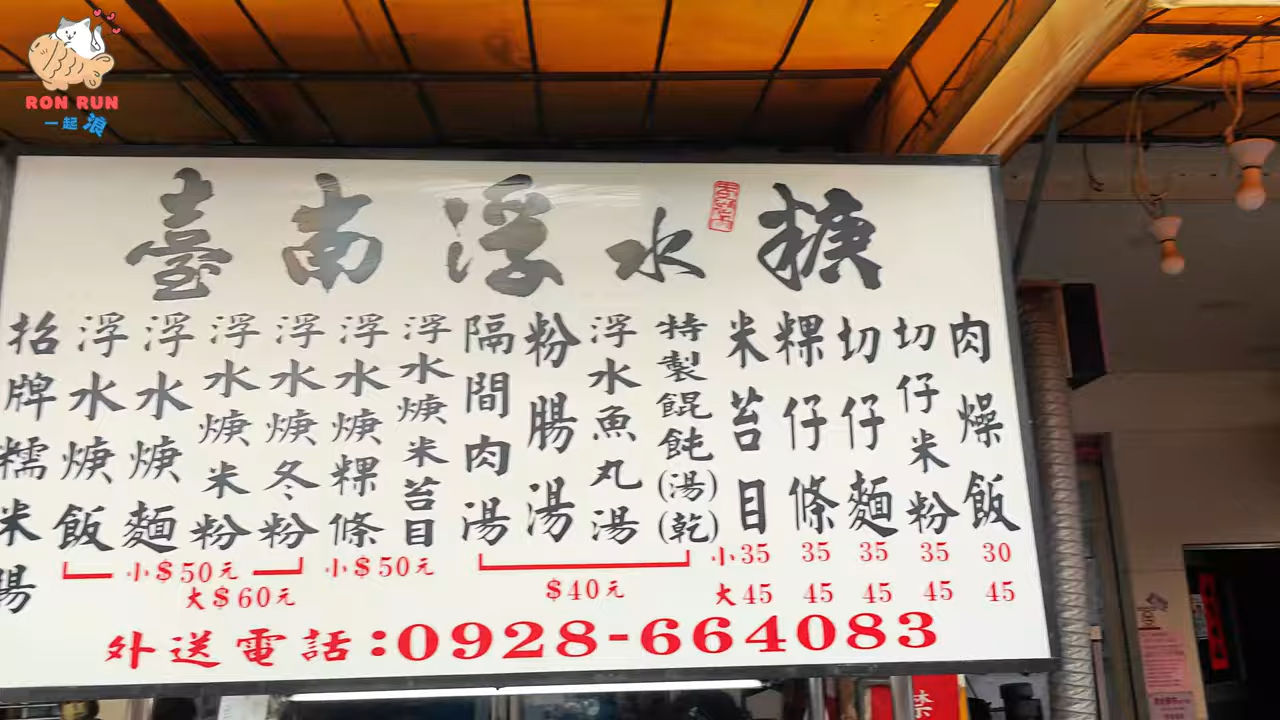 RON RUN
一起浪
臺南浮水焿
肉燥飯
切仔米粉
切仔麵
粿仔條
米苔目
特製餛飩(湯)(乾)
浮水魚丸湯
粉腸湯
隔間肉湯
浮水焿米苔目
浮水焿粿條
浮水焿冬粉
浮水焿米粉
浮水焿麵
浮水焿飯
招牌糯米腸
小$50元
大$60元
小$50元
$40元
小35 35 35 35 30
大45 45 45 45 45
外送電話:0928-664083
禁